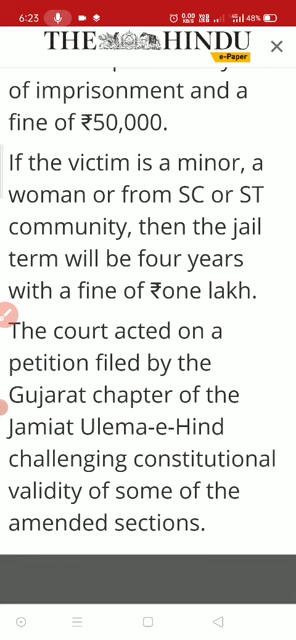 6:23
0.00
48%
THE HINDU
e-Paper
of imprisonment and a
fine of ₹50,000.
If the victim is a minor, a
woman or from SC or ST
community, then the jail
term will be four years
with a fine of ₹one lakh.
The court acted on a
petition filed by the
Gujarat chapter of the
Jamiat Ulema-e-Hind
challenging constitutional
validity of some of the
amended sections.